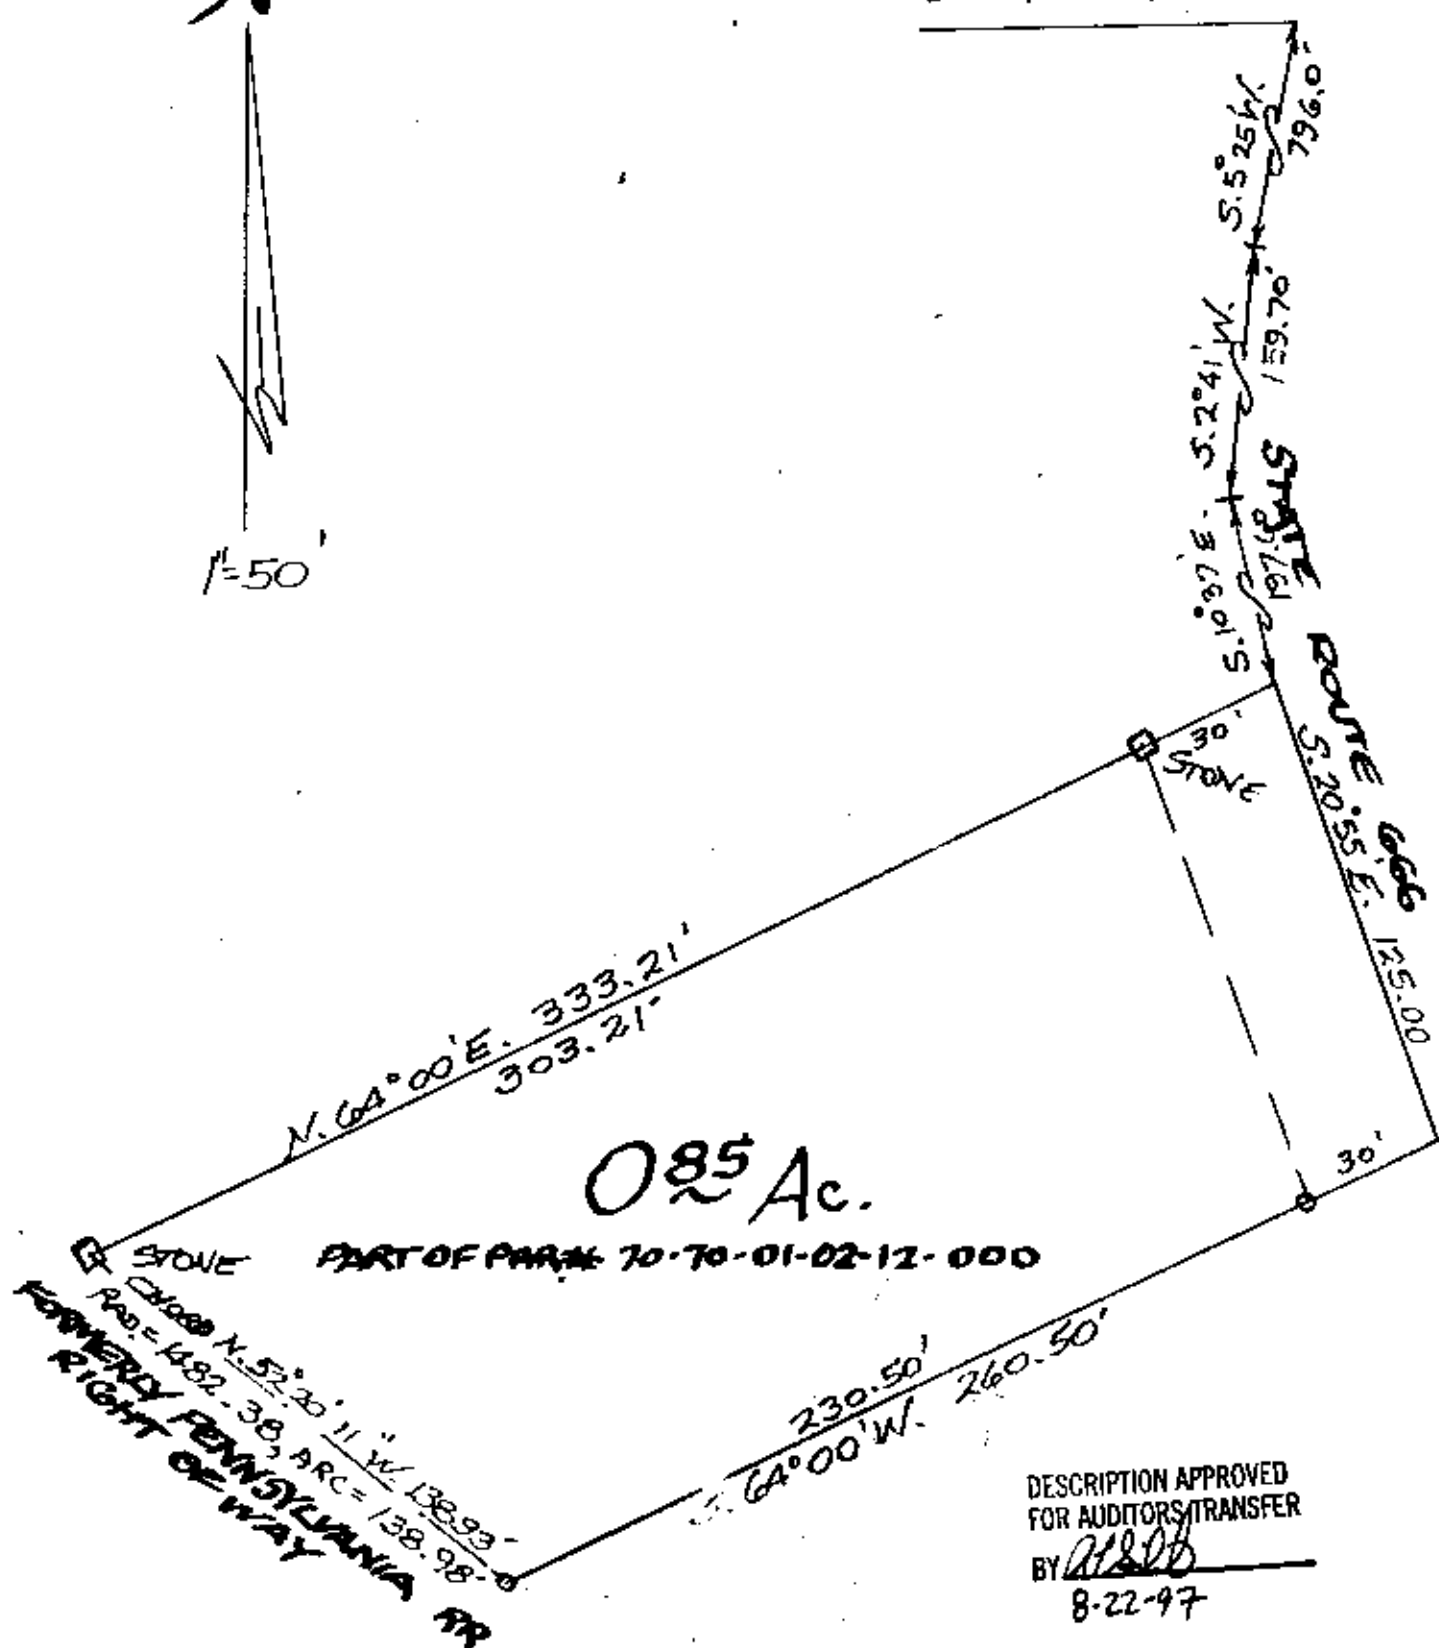 N
1"=50'
S. 5° 25' W.
796.0'
S. 2° 41' W.
159.70'
S. 10° 37' E.
197.60
STATE ROUTE 666
S. 20° 55' E. 125.00
30'
STONE
N. 64° 00' E. 333.21'
303.21'
0 85 Ac.
PART OF PAR.# 70-70-01-02-12-000
STONE
CHORD N. 52° 20' 11" W. 138.93'
RAD. = 1482.38, ARC = 138.98'
FORMERLY PENNSYLVANIA RR
RIGHT OF WAY
30'
230.50'
S. 64° 00' W. 260.50'
DESCRIPTION APPROVED
FOR AUDITORS TRANSFER
BY
8-22-97